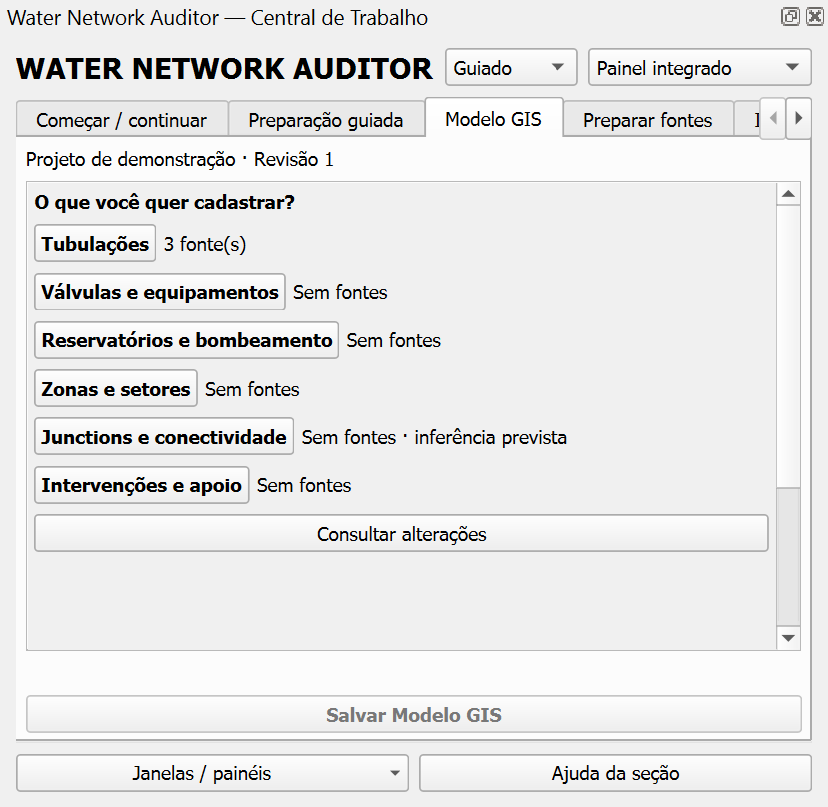 Water Network Auditor — Central de Trabalho
WATER NETWORK AUDITOR Guiado Painel integrado
Começar / continuar Preparação guiada Modelo GIS Preparar fontes
Projeto de demonstração · Revisão 1
O que você quer cadastrar?
Tubulações 3 fonte(s)
Válvulas e equipamentos Sem fontes
Reservatórios e bombeamento Sem fontes
Zonas e setores Sem fontes
Junctions e conectividade Sem fontes · inferência prevista
Intervenções e apoio Sem fontes
Consultar alterações
Salvar Modelo GIS
Janelas / painéis Ajuda da seção